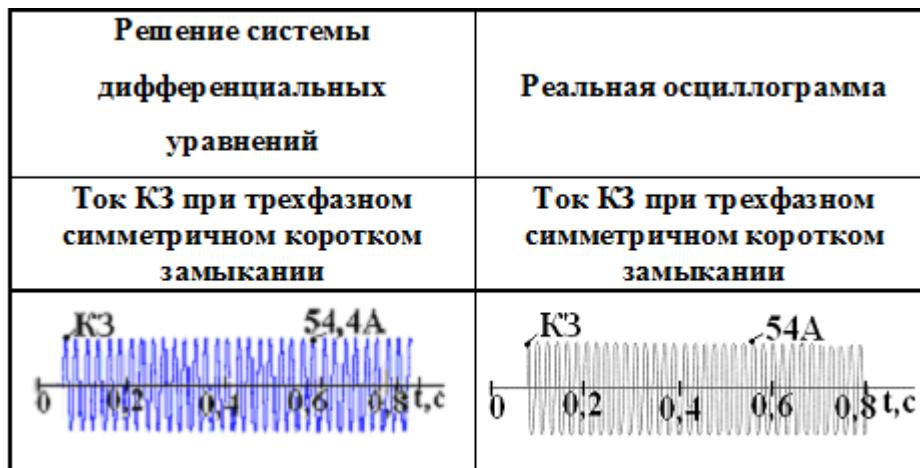 Решение системы
дифференциальных
уравнений
Реальная осциллограмма
Ток КЗ при трехфазном
симметричном коротком
замыкании
Ток КЗ при трехфазном
симметричном коротком
замыкании
КЗ 54,4А
0 0,2 0,4 0,6 0,8 t,c
КЗ 54А
0 0,2 0,4 0,6 0,8 t,c